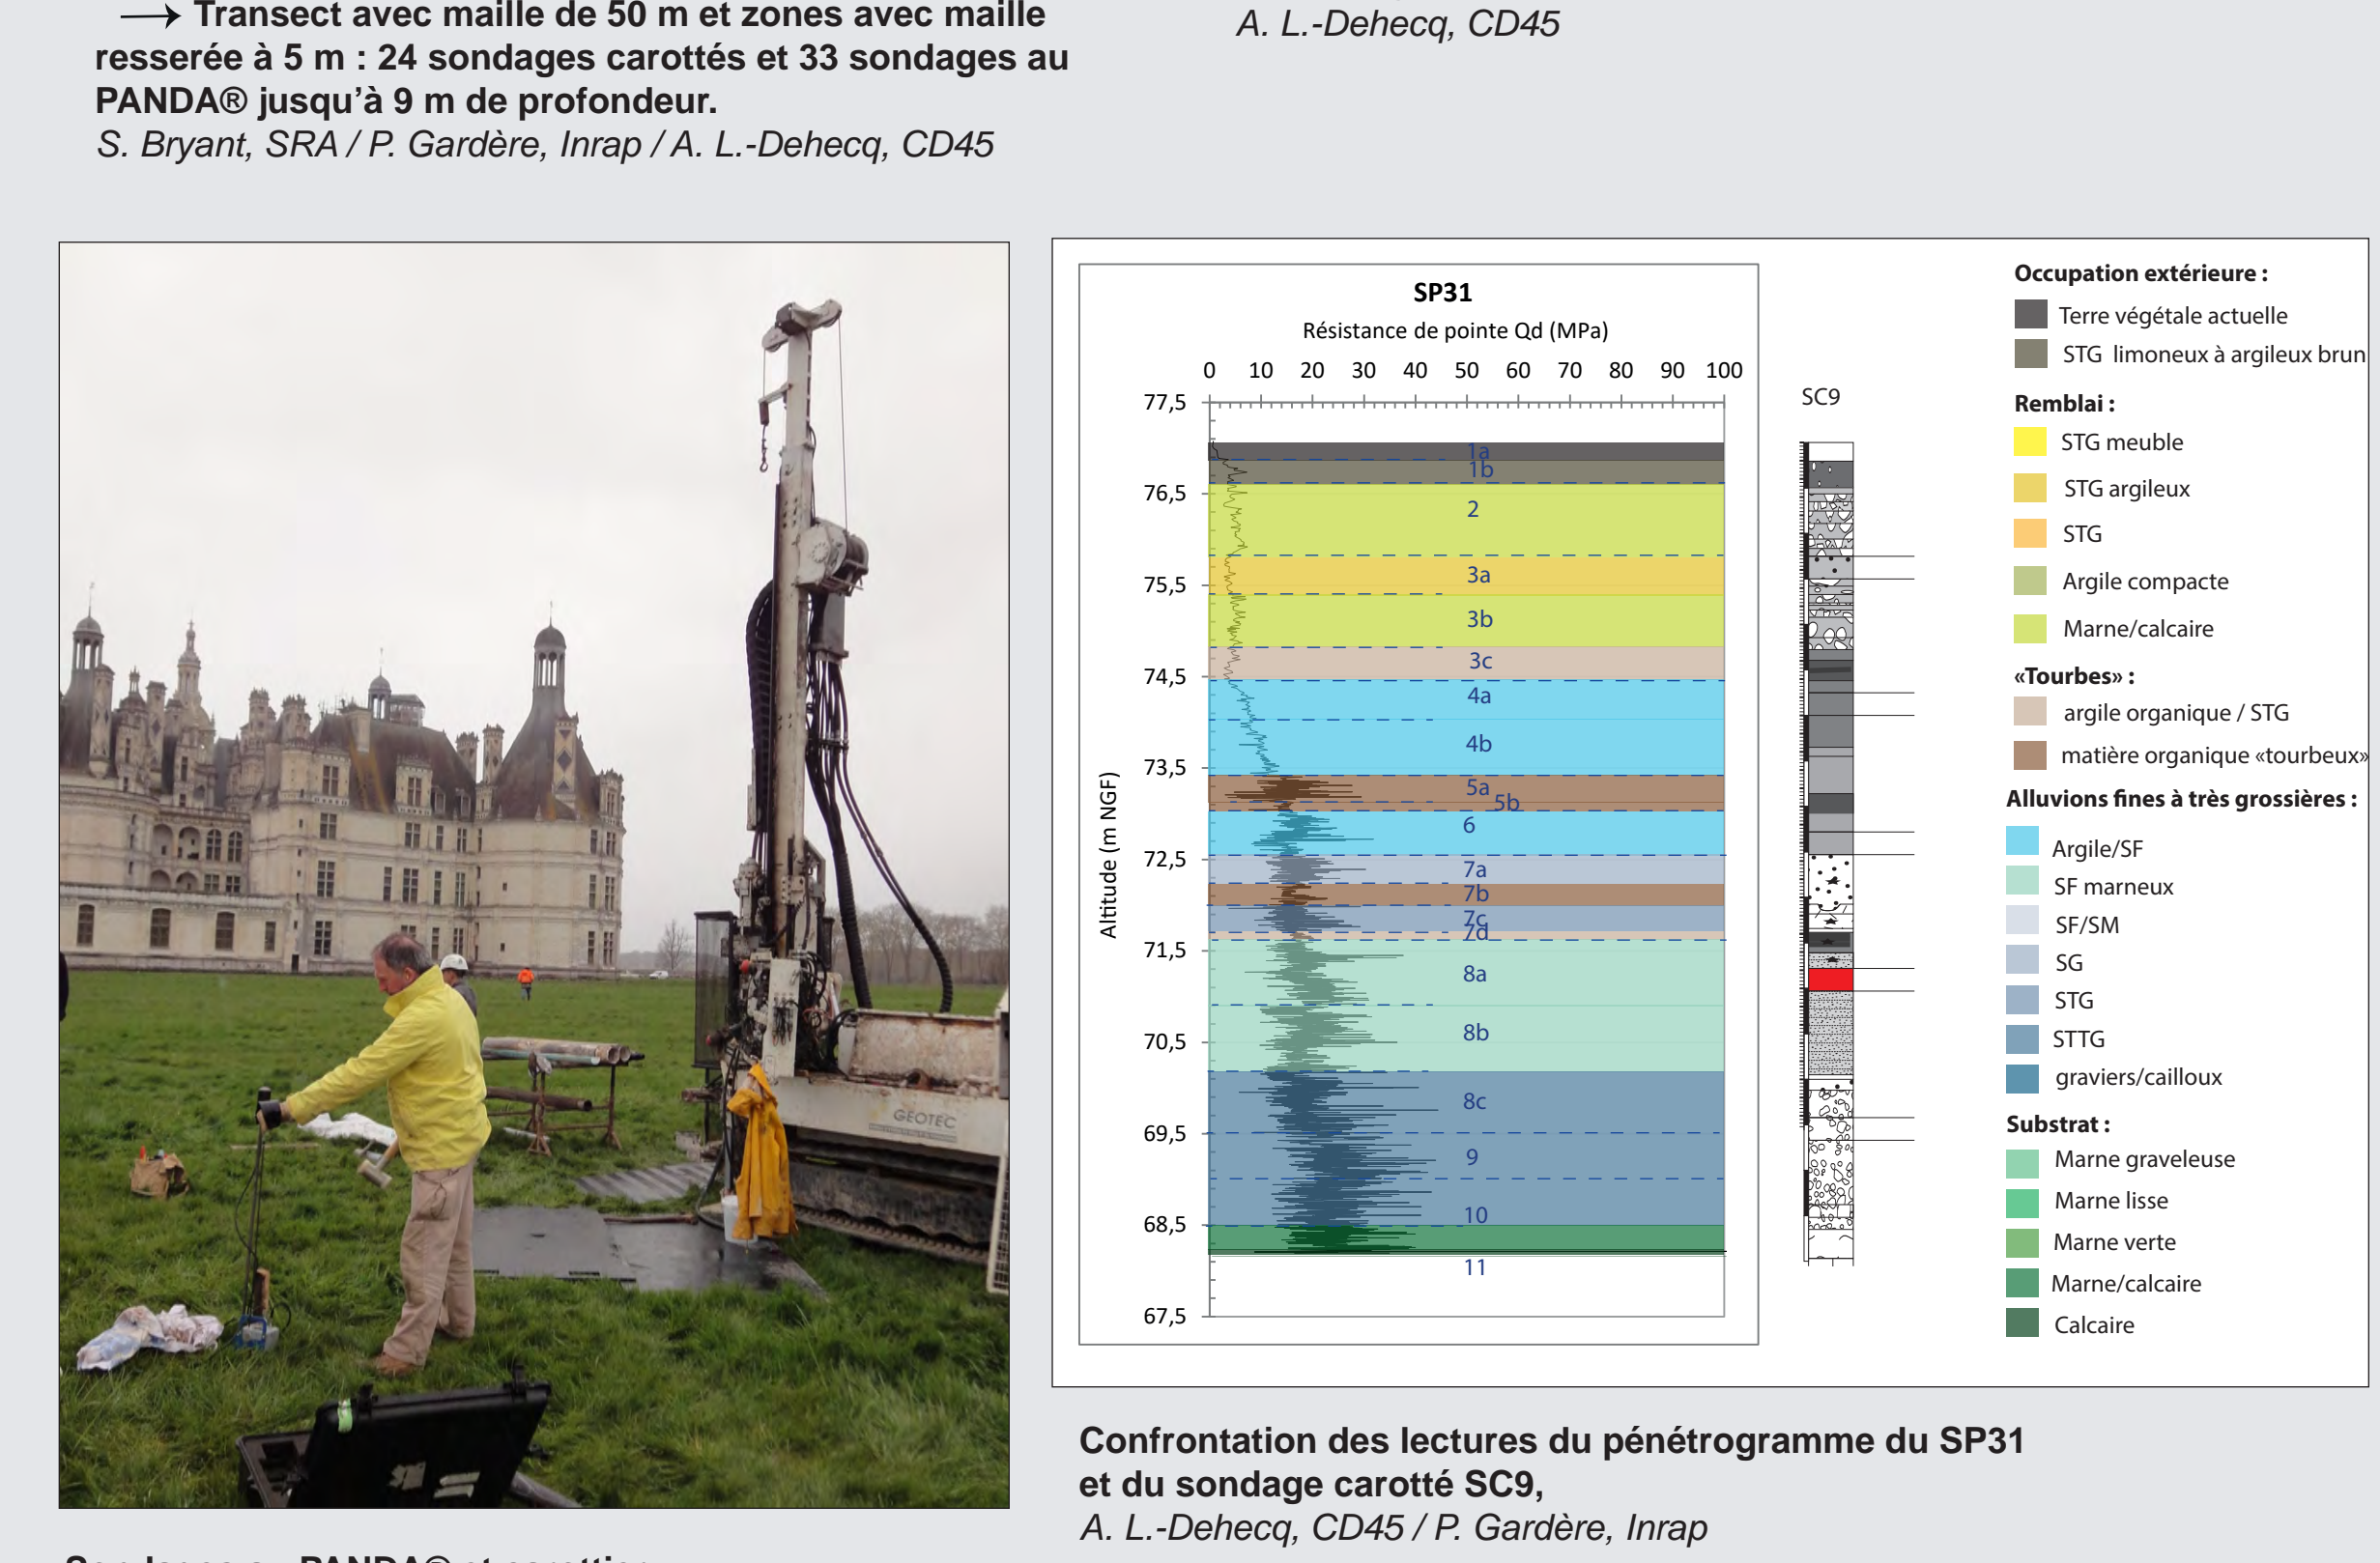 → Transect avec maille de 50 m et zones avec maille
resserée à 5 m : 24 sondages carottés et 33 sondages au
PANDA® jusqu'à 9 m de profondeur.
S. Bryant, SRA / P. Gardère, Inrap / A. L.-Dehecq, CD45
A. L.-Dehecq, CD45
GEOTEC
SP31
Résistance de pointe Qd (MPa)
0 10 20 30 40 50 60 70 80 90 100
Altitude (m NGF)
77,5
76,5
75,5
74,5
73,5
72,5
71,5
70,5
69,5
68,5
67,5
1a
1b
2
3a
3b
3c
4a
4b
5a
5b
6
7a
7b
7c
7d
8a
8b
8c
9
10
11
SC9
Occupation extérieure :
Terre végétale actuelle
STG limoneux à argileux brun
Remblai :
STG meuble
STG argileux
STG
Argile compacte
Marne/calcaire
«Tourbes» :
argile organique / STG
matière organique «tourbeux»
Alluvions fines à très grossières :
Argile/SF
SF marneux
SF/SM
SG
STG
STTG
graviers/cailloux
Substrat :
Marne graveleuse
Marne lisse
Marne verte
Marne/calcaire
Calcaire
Confrontation des lectures du pénétrogramme du SP31
et du sondage carotté SC9,
A. L.-Dehecq, CD45 / P. Gardère, Inrap